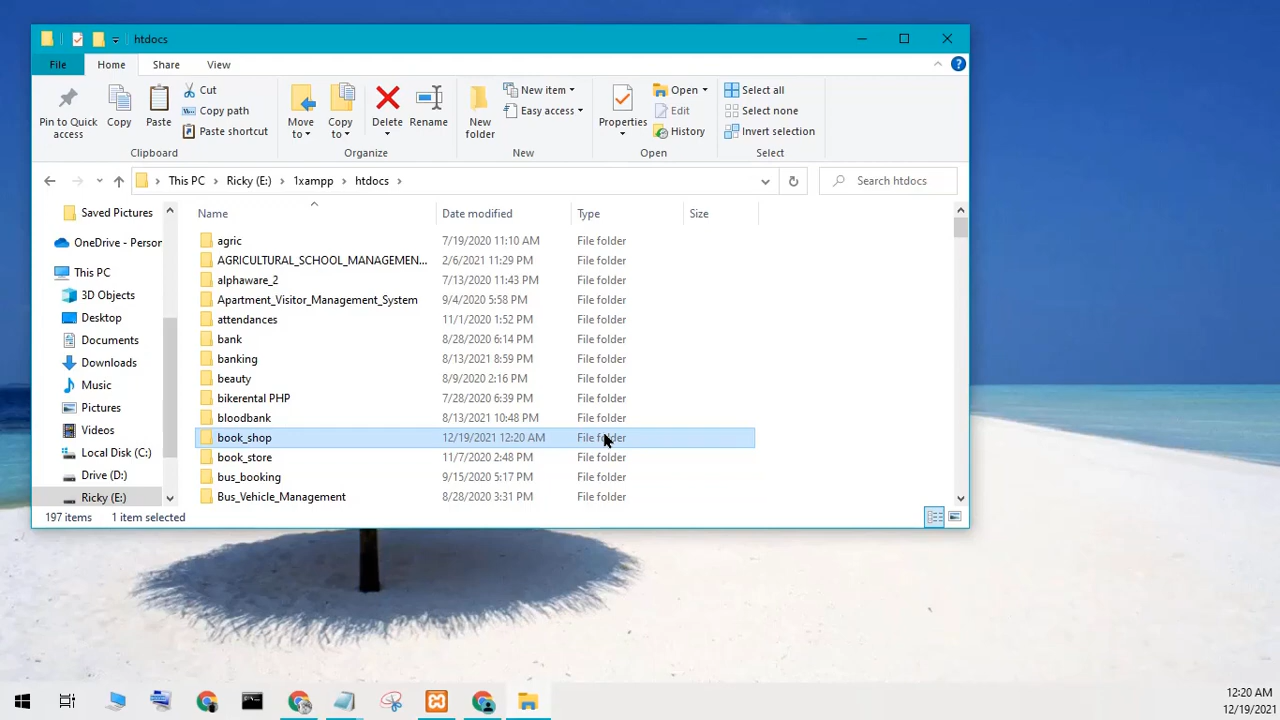 htdocs
File Home Share View
Pin to Quick access
Copy
Paste
Cut
Copy path
Paste shortcut
Move to
Copy to
Delete
Rename
New folder
New item
Easy access
Properties
Open
Edit
History
Select all
Select none
Invert selection
Clipboard Organize New Open Select
This PC Ricky (E:) 1xampp htdocs
Search htdocs
Saved Pictures
OneDrive - Person
This PC
3D Objects
Desktop
Documents
Downloads
Music
Pictures
Videos
Local Disk (C:)
Drive (D:)
Ricky (E:)
Name Date modified Type Size
agric 7/19/2020 11:10 AM File folder
AGRICULTURAL_SCHOOL_MANAGEMEN... 2/6/2021 11:29 PM File folder
alphaware_2 7/13/2020 11:43 PM File folder
Apartment_Visitor_Management_System 9/4/2020 5:58 PM File folder
attendances 11/1/2020 1:52 PM File folder
bank 8/28/2020 6:14 PM File folder
banking 8/13/2021 8:59 PM File folder
beauty 8/9/2020 2:16 PM File folder
bikerental PHP 7/28/2020 6:39 PM File folder
bloodbank 8/13/2021 10:48 PM File folder
book_shop 12/19/2021 12:20 AM File folder
book_store 11/7/2020 2:48 PM File folder
bus_booking 9/15/2020 5:17 PM File folder
Bus_Vehicle_Management 8/28/2020 3:31 PM File folder
197 items 1 item selected
12:20 AM
12/19/2021